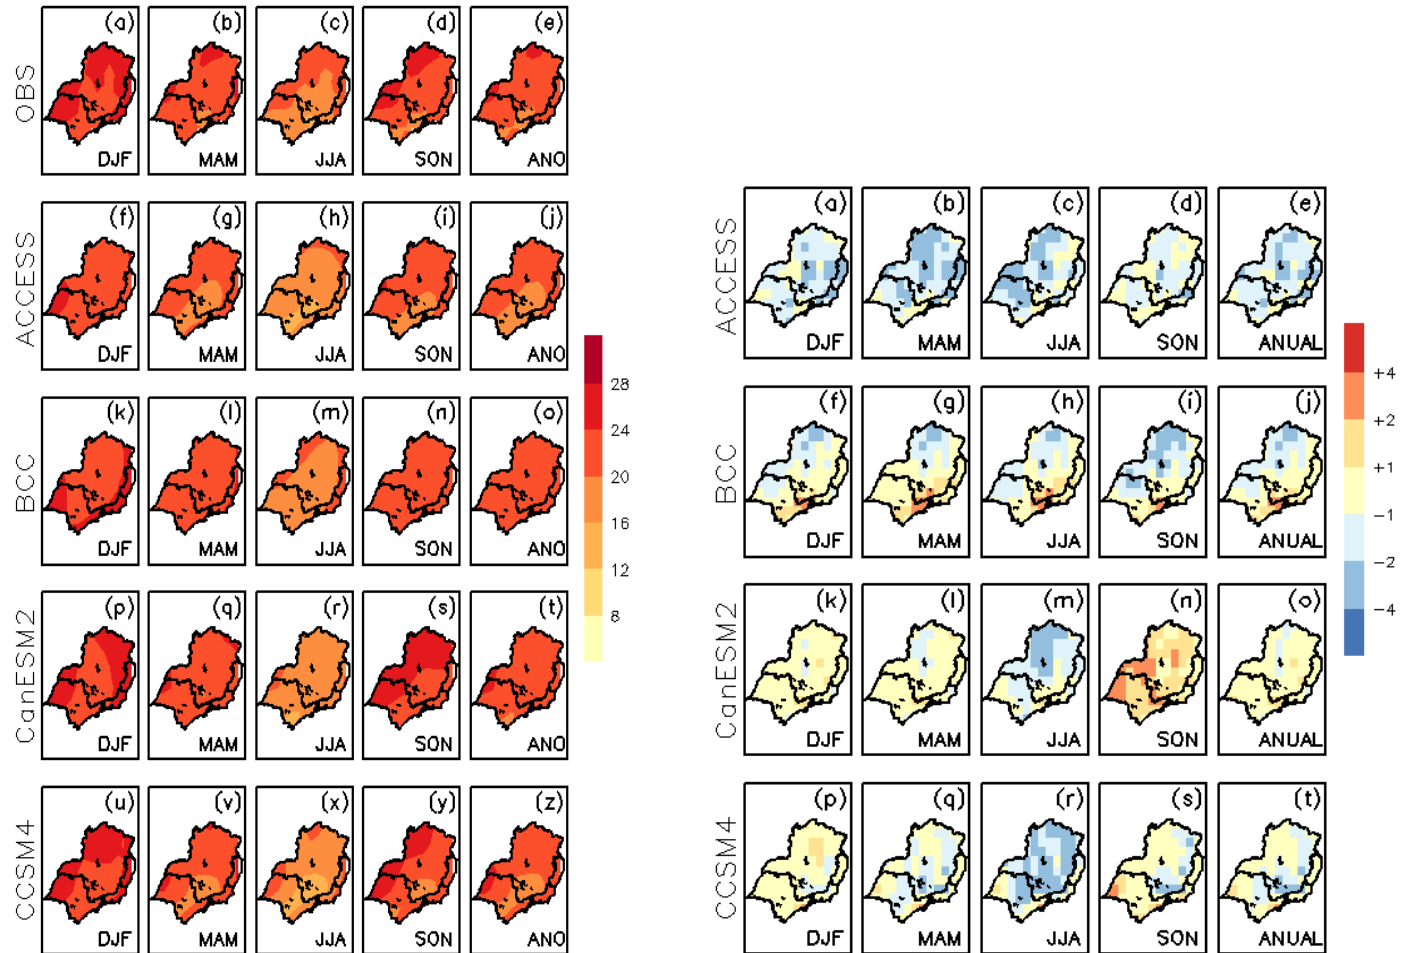 OBS
(a) (b) (c) (d) (e)
DJF MAM JJA SON ANO
ACCESS
(f) (g) (h) (i) (j)
DJF MAM JJA SON ANO
BCC
(k) (l) (m) (n) (o)
DJF MAM JJA SON ANO
CanESM2
(p) (q) (r) (s) (t)
DJF MAM JJA SON ANO
CCSM4
(u) (v) (x) (y) (z)
DJF MAM JJA SON ANO
28
24
20
16
12
8
ACCESS
(a) (b) (c) (d) (e)
DJF MAM JJA SON ANUAL
BCC
(f) (g) (h) (i) (j)
DJF MAM JJA SON ANUAL
CanESM2
(k) (l) (m) (n) (o)
DJF MAM JJA SON ANUAL
CCSM4
(p) (q) (r) (s) (t)
DJF MAM JJA SON ANUAL
+4
+2
+1
−1
−2
−4